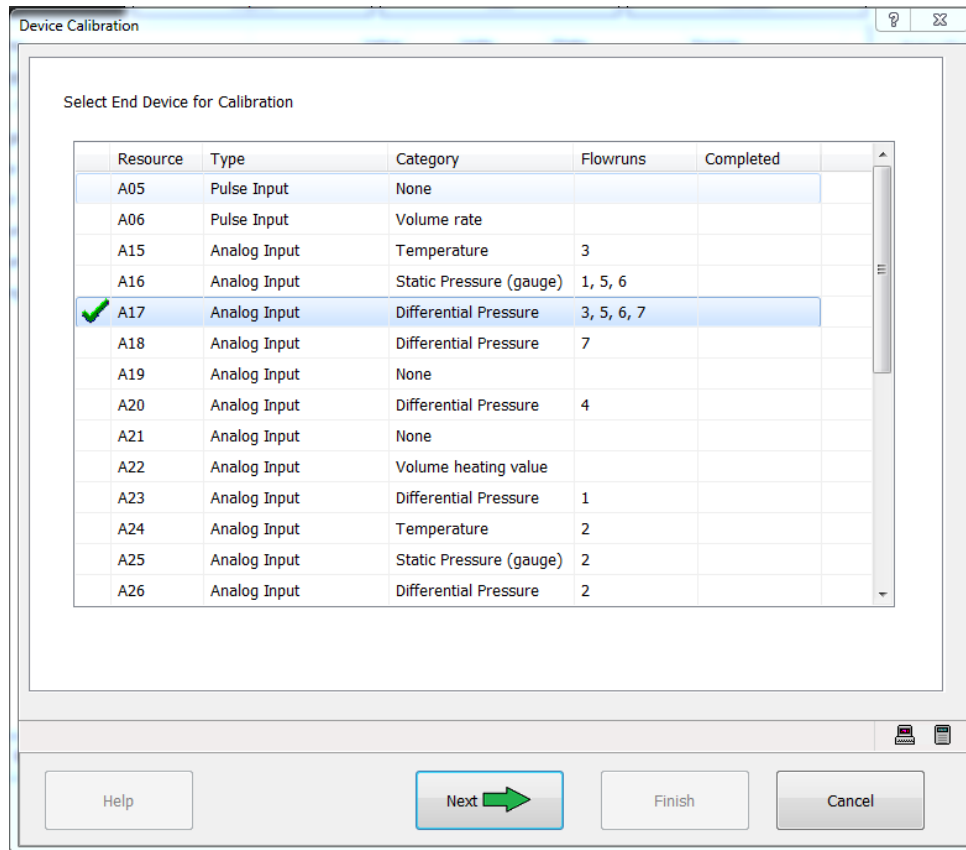 Device Calibration
Select End Device for Calibration
Resource Type Category Flowruns Completed
A05 Pulse Input None
A06 Pulse Input Volume rate
A15 Analog Input Temperature 3
A16 Analog Input Static Pressure (gauge) 1, 5, 6
A17 Analog Input Differential Pressure 3, 5, 6, 7
A18 Analog Input Differential Pressure 7
A19 Analog Input None
A20 Analog Input Differential Pressure 4
A21 Analog Input None
A22 Analog Input Volume heating value
A23 Analog Input Differential Pressure 1
A24 Analog Input Temperature 2
A25 Analog Input Static Pressure (gauge) 2
A26 Analog Input Differential Pressure 2
Help Next Finish Cancel